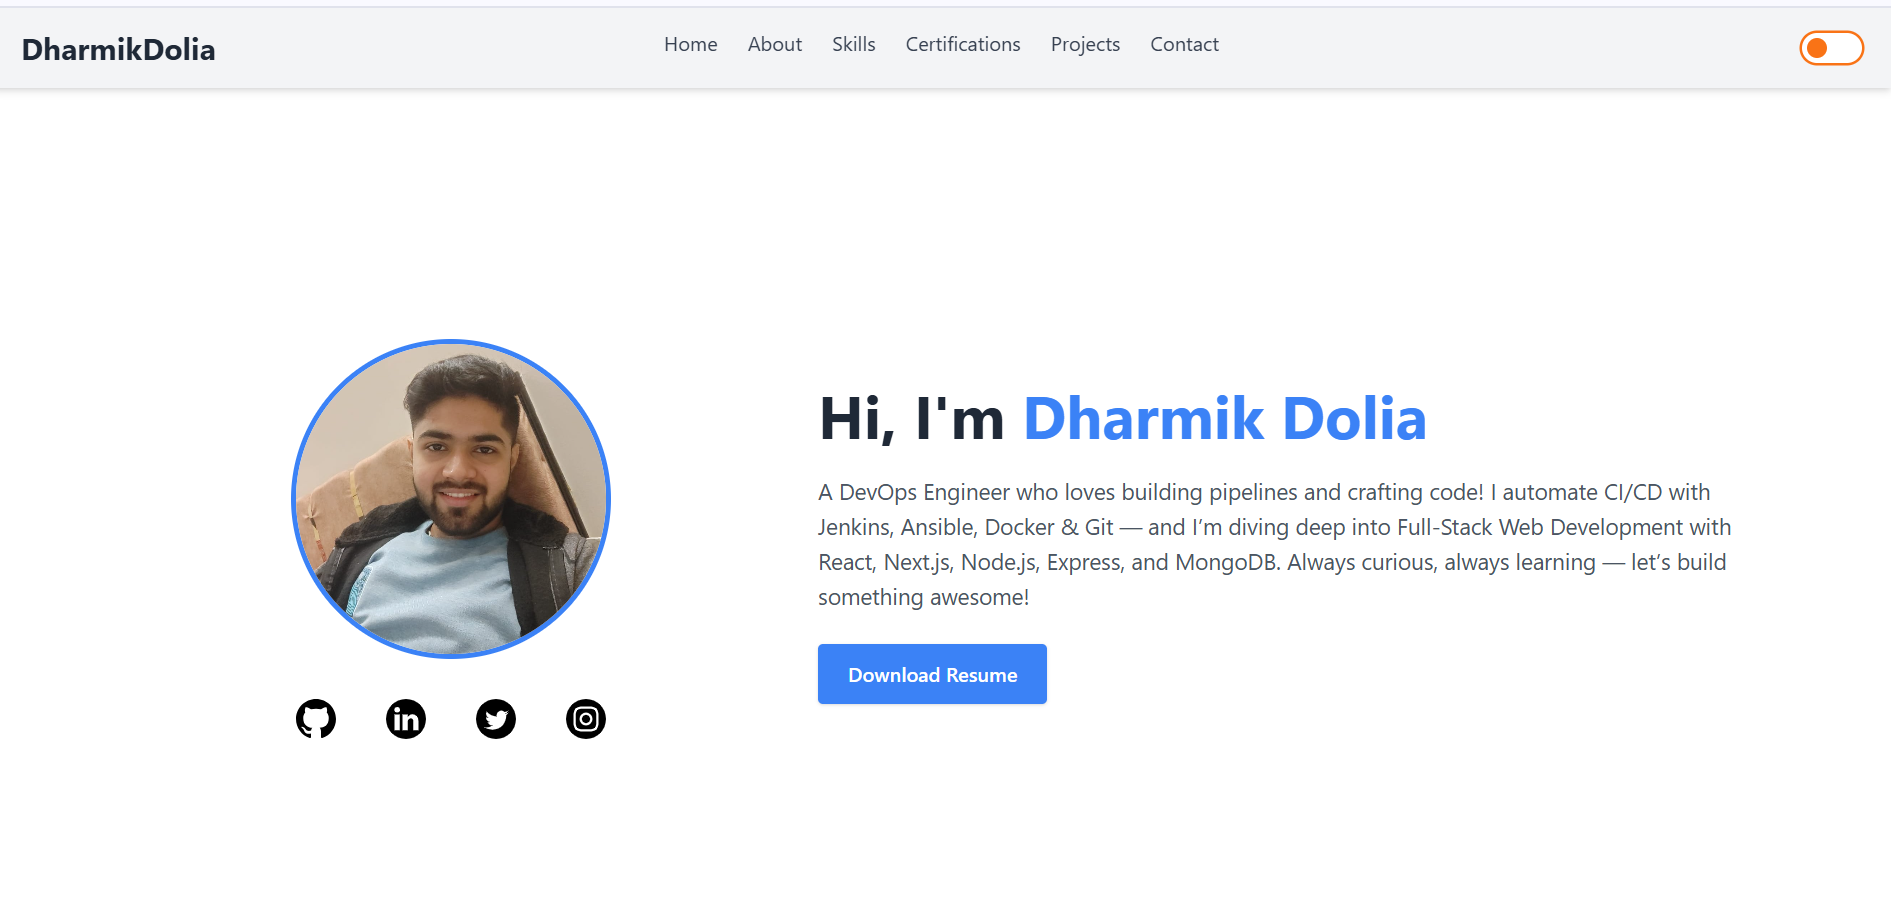 DharmikDolia
Home About Skills Certifications Projects Contact
Hi, I'm Dharmik Dolia
A DevOps Engineer who loves building pipelines and crafting code! I automate CI/CD with
Jenkins, Ansible, Docker & Git — and I’m diving deep into Full-Stack Web Development with
React, Next.js, Node.js, Express, and MongoDB. Always curious, always learning — let’s build
something awesome!
Download Resume
in